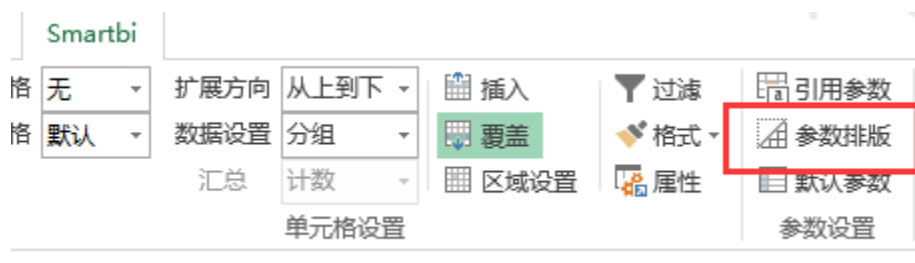 Smartbi
格 无 扩展方向 从上到下 插入 过滤 引用参数
格 默认 数据设置 分组 覆盖 格式 参数排版
汇总 计数 区域设置 属性 默认参数
单元格设置 参数设置